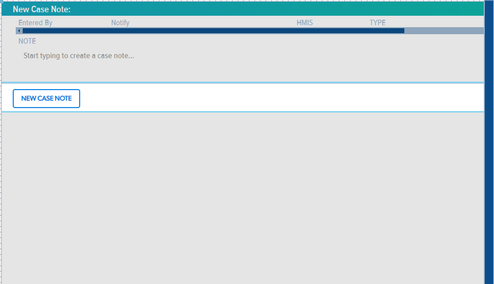 New Case Note:
Entered By Notify HMIS TYPE
NOTE
Start typing to create a case note...
NEW CASE NOTE